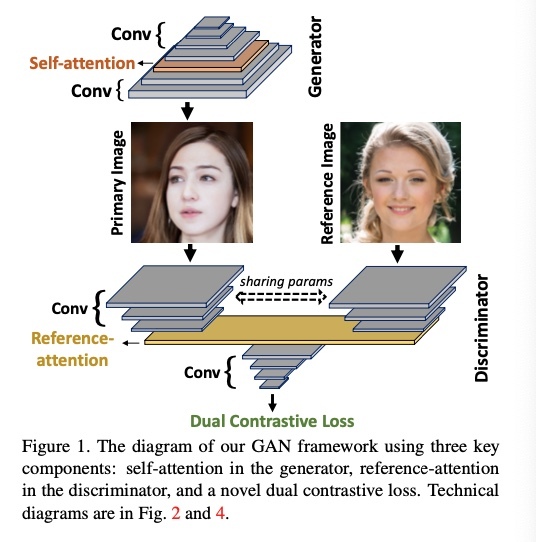 Conv
Self-attention
Conv
Generator
Primary Image
Reference Image
sharing params
Conv
Reference-
attention
Conv
Discriminator
Dual Contrastive Loss
Figure 1. The diagram of our GAN framework using three key
components: self-attention in the generator, reference-attention
in the discriminator, and a novel dual contrastive loss. Technical
diagrams are in Fig. 2 and 4.